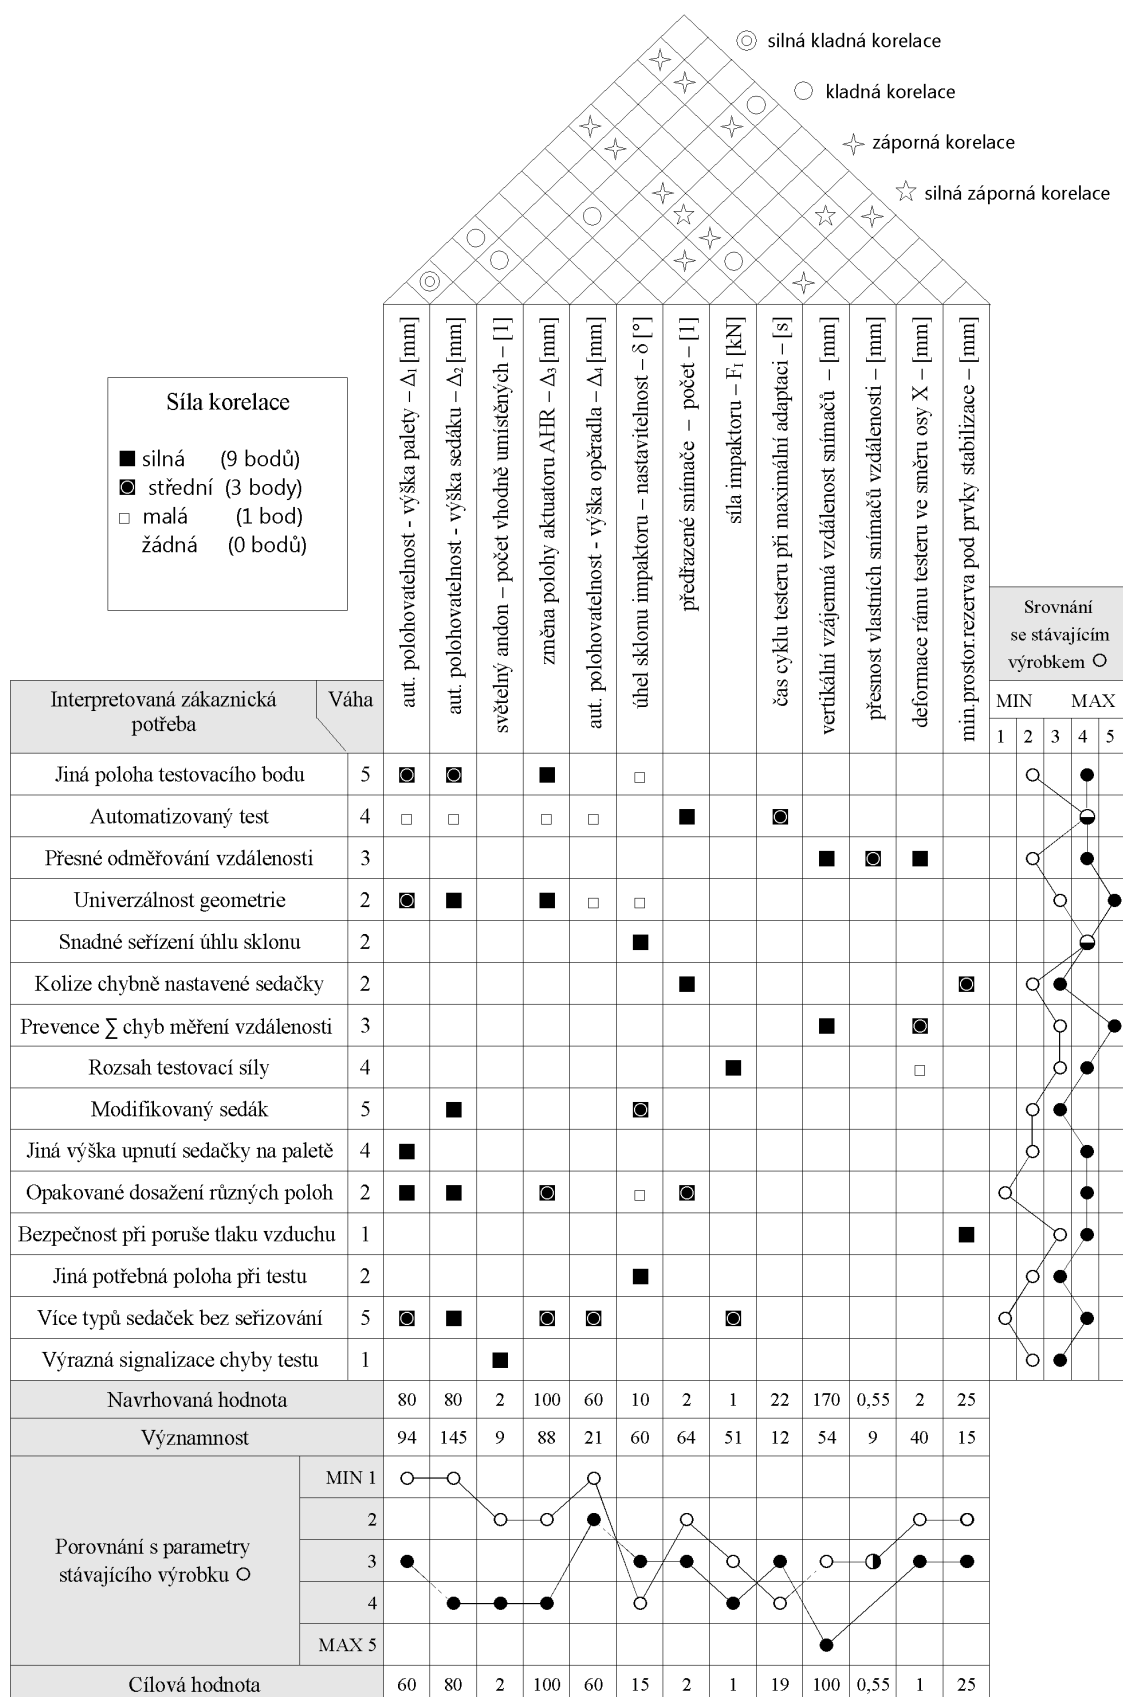 silná kladná korelace
kladná korelace
záporná korelace
silná záporná korelace
Síla korelace
silná (9 bodů)
střední (3 body)
malá (1 bod)
žádná (0 bodů)
aut. polohovatelnost - výška palety – Δ1 [mm]
aut. polohovatelnost - výška sedáku – Δ2 [mm]
světelný andon – počet vhodně umístěných – [1]
změna polohy aktuatoru AHR – Δ3 [mm]
aut. polohovatelnost - výška opěradla – Δ4 [mm]
úhel sklonu impaktoru – nastavitelnost – δ [°]
předřazené snímače – počet – [1]
síla impaktoru – FI [kN]
čas cyklu testeru při maximální adaptaci – [s]
vertikální vzájemná vzdálenost snímačů – [mm]
přesnost vlastních snímačů vzdálenosti – [mm]
deformace rámu testeru ve směru osy X – [mm]
min.prostor.rezerva pod prvky stabilizace – [mm]
Srovnání
se stávajícím
výrobkem
MIN MAX
1 2 3 4 5
Interpretovaná zákaznická
potřeba
Váha
Jiná poloha testovacího bodu 5
Automatizovaný test 4
Přesné odměřování vzdálenosti 3
Univerzálnost geometrie 2
Snadné seřízení úhlu sklonu 2
Kolize chybně nastavené sedačky 2
Prevence ∑ chyb měření vzdálenosti 3
Rozsah testovací síly 4
Modifikovaný sedák 5
Jiná výška upnutí sedačky na paletě 4
Opakované dosažení různých poloh 2
Bezpečnost při poruše tlaku vzduchu 1
Jiná potřebná poloha při testu 2
Více typů sedaček bez seřizování 5
Výrazná signalizace chyby testu 1
Navrhovaná hodnota 80 80 2 100 60 10 2 1 22 170 0,55 2 25
Významnost 94 145 9 88 21 60 64 51 12 54 9 40 15
Porovnání s parametry
stávajícího výrobku
MIN 1
2
3
4
MAX 5
Cílová hodnota 60 80 2 100 60 15 2 1 19 100 0,55 1 25